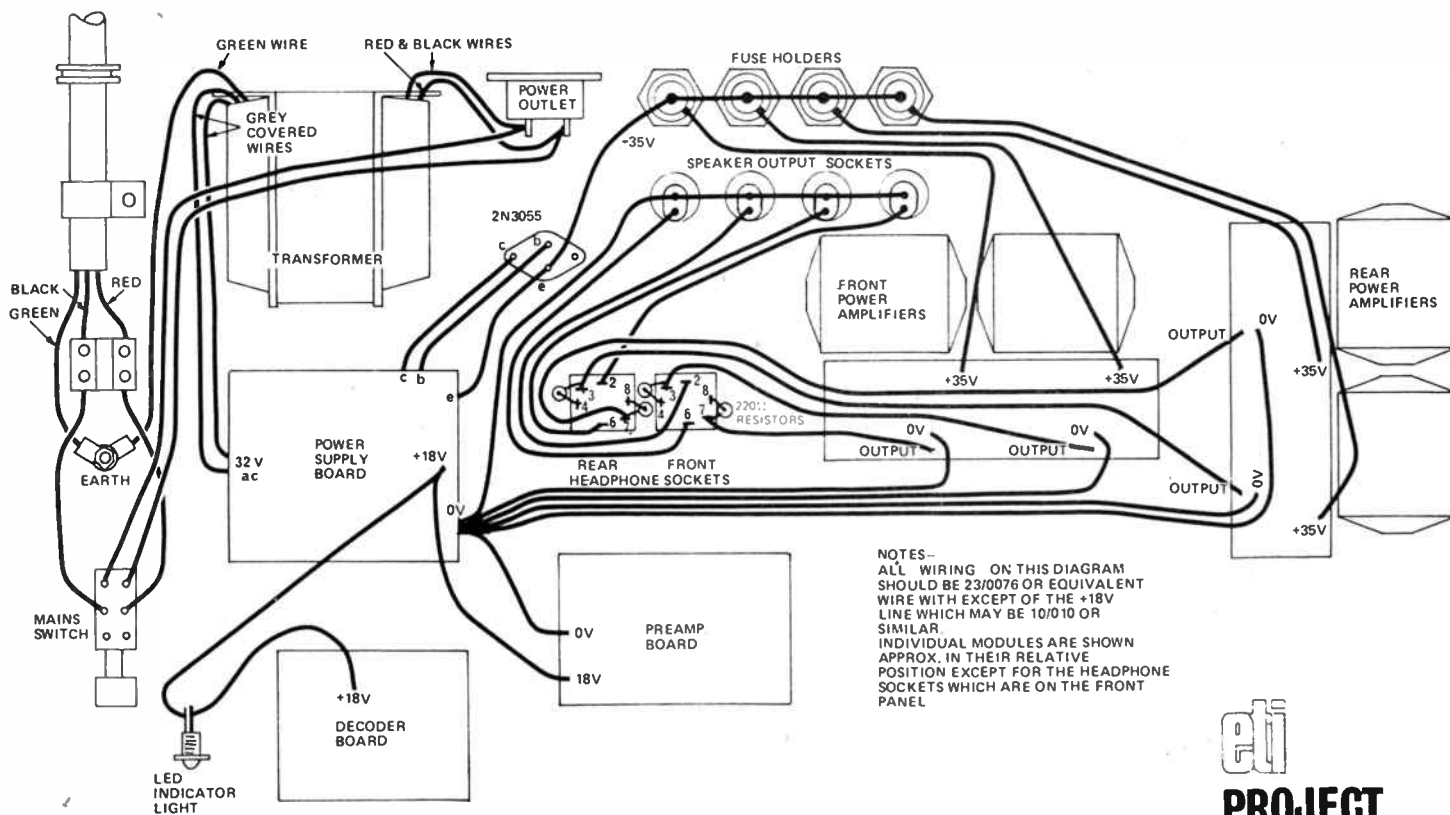 GREEN WIRE
RED & BLACK WIRES
POWER
OUTLET
FUSE HOLDERS
GREY
COVERED
WIRES
+35V
SPEAKER OUTPUT SOCKETS
2N3055
c
b
e
TRANSFORMER
BLACK
RED
GREEN
FRONT
POWER
AMPLIFIERS
REAR
POWER
AMPLIFIERS
OUTPUT
0V
+35V
+35V
+35V
c b
e
2
3
4
8
6
2
3
4
8
6
7
220Ω
RESISTORS
0V
OUTPUT
0V
OUTPUT
POWER
SUPPLY
BOARD
+18V
32 V
ac
0V
REAR FRONT
HEADPHONE SOCKETS
EARTH
OUTPUT
0V
+35V
MAINS
SWITCH
0V
18V
PREAMP
BOARD
+18V
DECODER
BOARD
LED
INDICATOR
LIGHT
NOTES-
ALL WIRING ON THIS DIAGRAM
SHOULD BE 23/0076 OR EQUIVALENT
WIRE WITH EXCEPT OF THE +18V
LINE WHICH MAY BE 10/010 OR
SIMILAR
INDIVIDUAL MODULES ARE SHOWN
APPROX. IN THEIR RELATIVE
POSITION EXCEPT FOR THE HEADPHONE
SOCKETS WHICH ARE ON THE FRONT
PANEL
eti
PROJECT